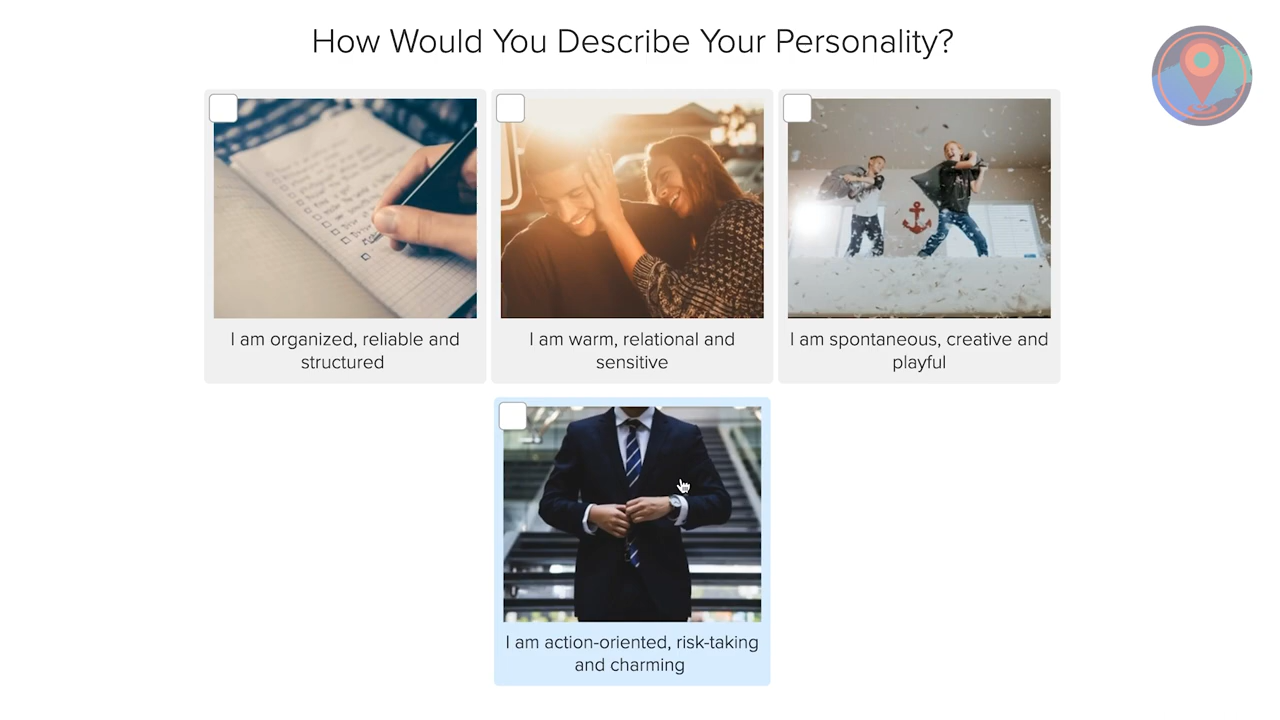 How Would You Describe Your Personality?
I am organized, reliable and
structured
I am warm, relational and
sensitive
I am spontaneous, creative and
playful
I am action-oriented, risk-taking
and charming